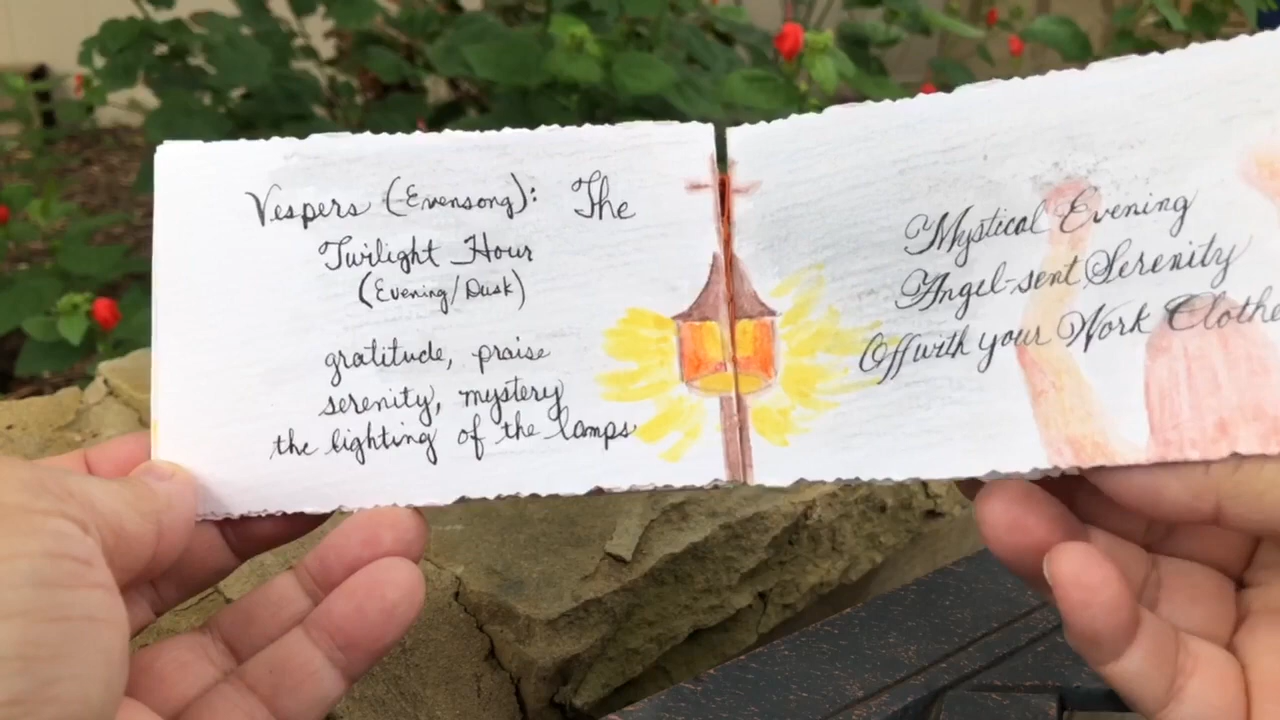 Vespers (Evensong): The
Twilight Hour
(Evening/Dusk)
gratitude, praise
serenity, mystery
the lighting of the lamps
Mystical Evening
Angel-sent Serenity
Off with your Work Clothe